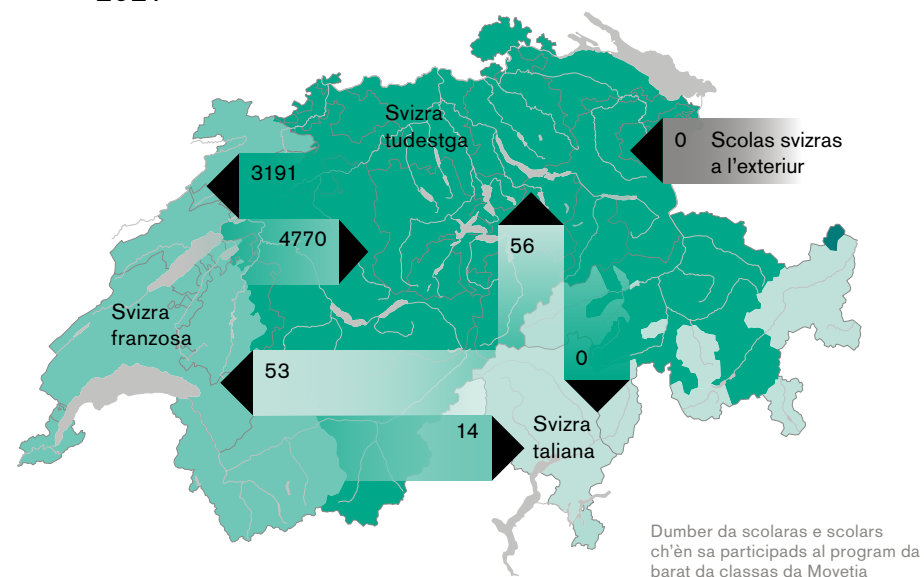 Svizra
tudestga
0 Scolas svizras
a l'exteriur
3191
4770
56
Svizra
franzosa
53
0
14
Svizra
taliana
Dumber da scolaras e scolars
ch'èn sa participads al program da
barat da classas da Movetia